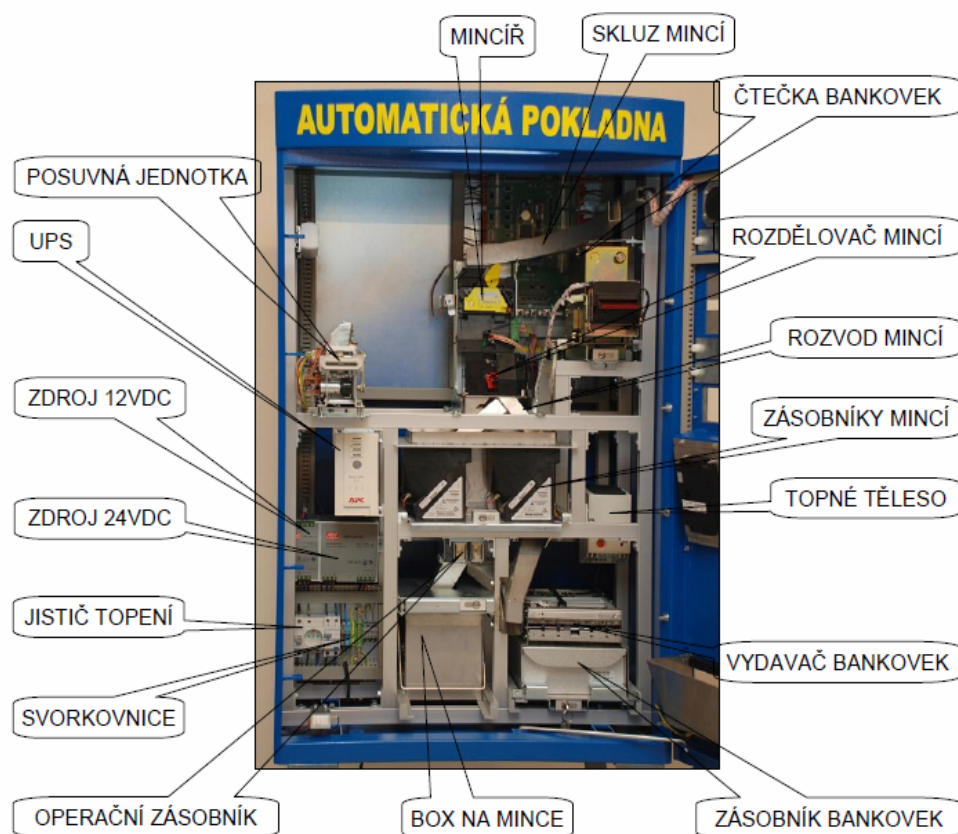 MINCÍŘ
SKLUZ MINCÍ
ČTEČKA BANKOVEK
AUTOMATICKÁ POKLADNA
POSUVNÁ JEDNOTKA
UPS
ROZDĚLOVAČ MINCÍ
ROZVOD MINCÍ
ZDROJ 12VDC
ZÁSOBNÍKY MINCÍ
APC
TOPNÉ TĚLESO
ZDROJ 24VDC
JISTIČ TOPENÍ
VYDAVAČ BANKOVEK
SVORKOVNICE
OPERAČNÍ ZÁSOBNÍK
BOX NA MINCE
ZÁSOBNÍK BANKOVEK